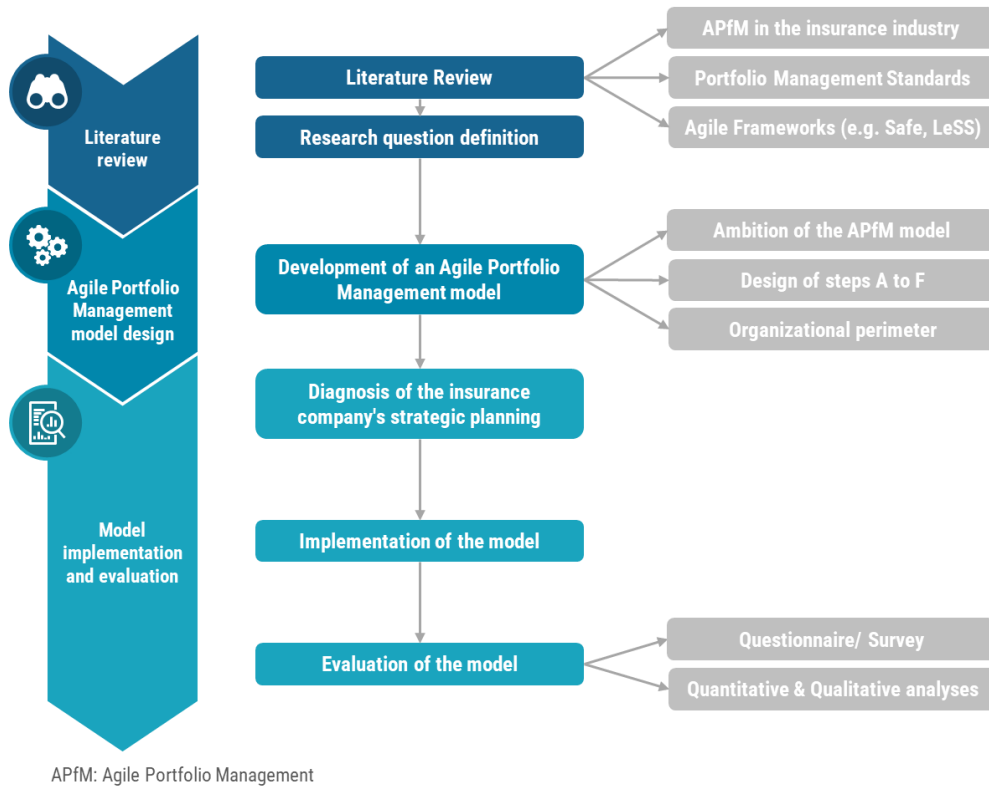 Literature
review
Agile Portfolio
Management
model design
Model
implementation
and evaluation
Literature Review
Research question definition
Development of an Agile Portfolio
Management model
Diagnosis of the insurance
company's strategic planning
Implementation of the model
Evaluation of the model
APfM in the insurance industry
Portfolio Management Standards
Agile Frameworks (e.g. Safe, LeSS)
Ambition of the APfM model
Design of steps A to F
Organizational perimeter
Questionnaire/ Survey
Quantitative & Qualitative analyses
APfM: Agile Portfolio Management